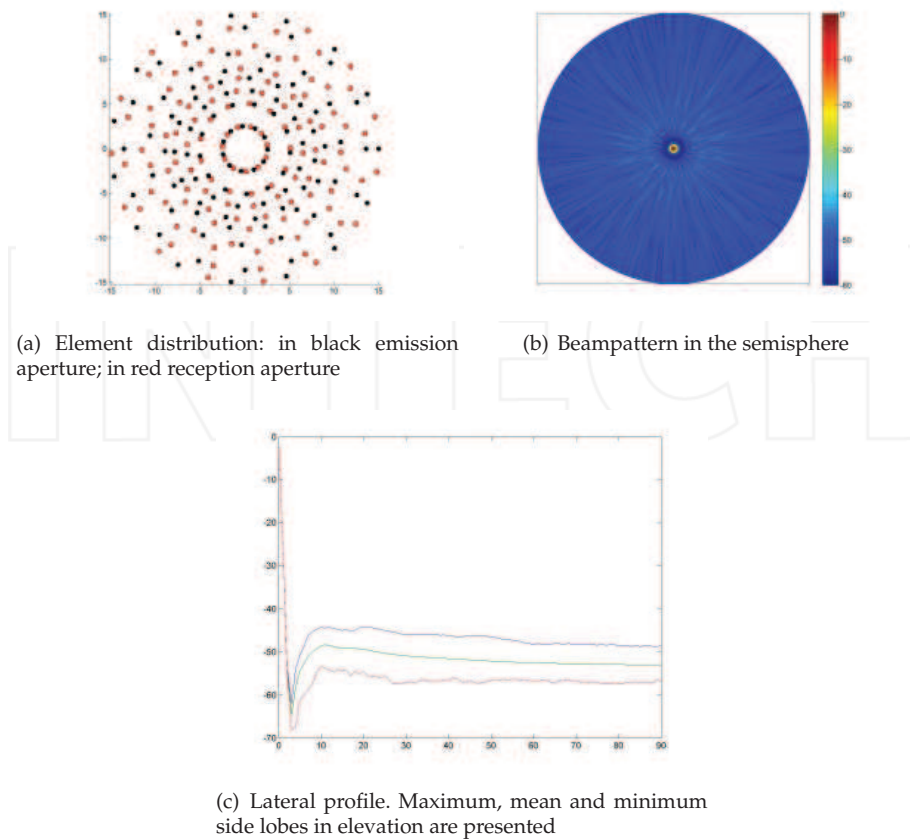 15
10
5
0
-5
-10
-15
-15 -10 -5 0 5 10 15
0
-10
-20
-30
-40
-50
-60
(a) Element distribution: in black emission
aperture; in red reception aperture
(b) Beampattern in the semisphere
INTECH
0
-10
-20
-30
-40
-50
-60
-70
0 10 20 30 40 50 60 70 80 90
(c) Lateral profile. Maximum, mean and minimum
side lobes in elevation are presented